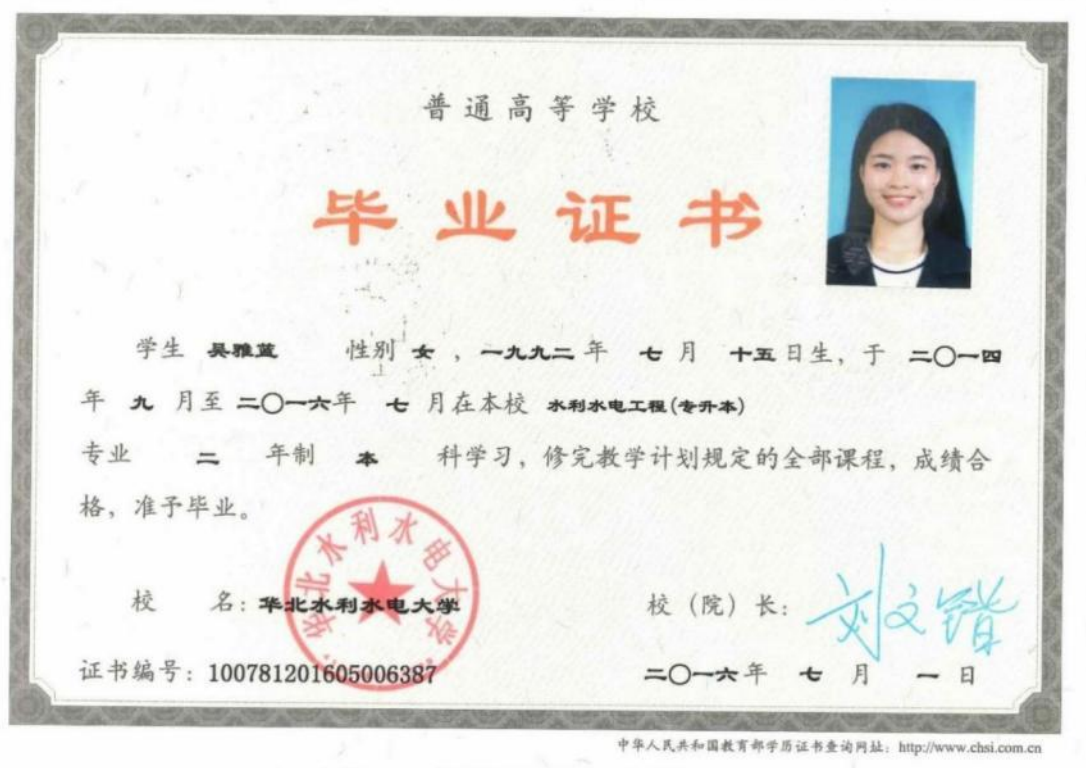 普通高等学校
毕业证书
学生 吴雅蓝 性别 女 ，一九九二 年 七 月 十五日生，于 二〇一四
年 九 月至 二〇一六年 七 月在本校 水利水电工程(专升本)
专业 二 年制 本 科学习，修完教学计划规定的全部课程，成绩合
格，准予毕业。
华北水利水电大学
校 名：华北水利水电大学
校（院）长：刘文锴
证书编号：100781201605006387
二〇一六年 七 月 一 日
中华人民共和国教育部学历证书查询网址：http://www.chsi.com.cn